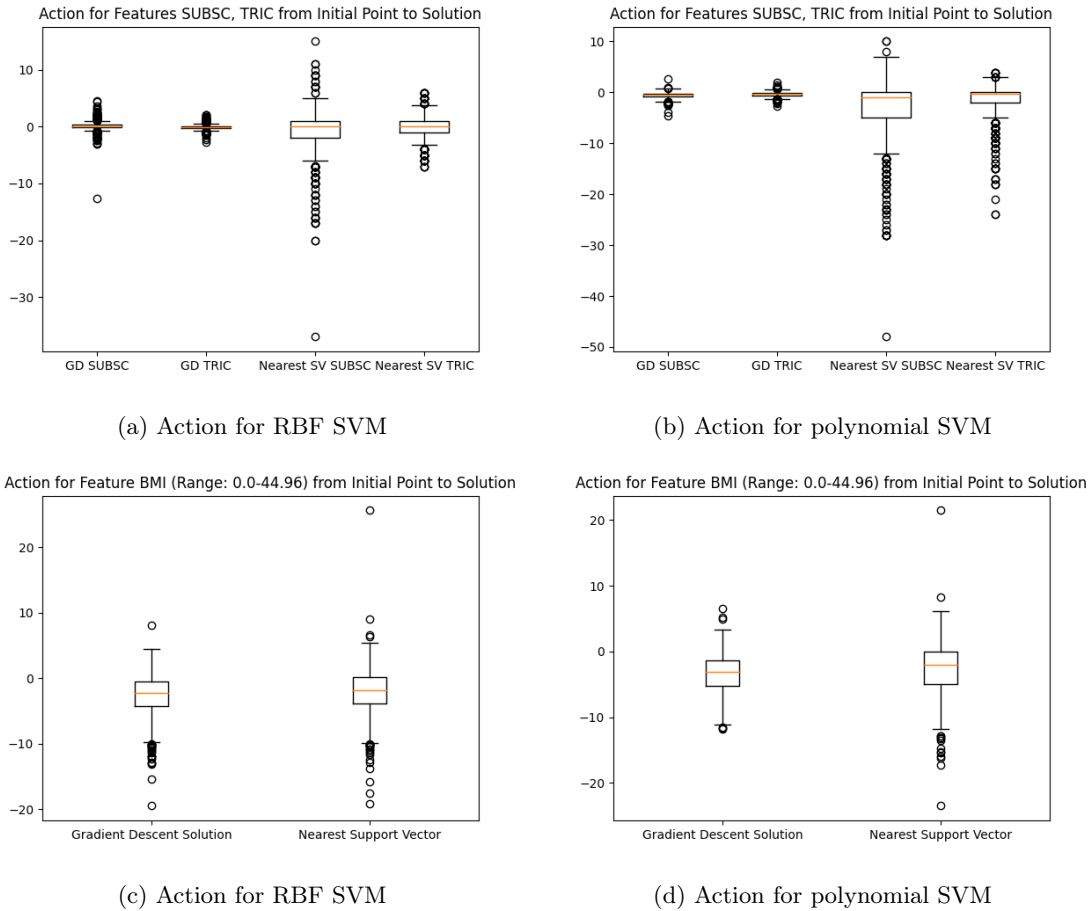 Action for Features SUBSC, TRIC from Initial Point to Solution
10
0
−10
−20
−30
GD SUBSC GD TRIC Nearest SV SUBSC Nearest SV TRIC
(a) Action for RBF SVM
Action for Features SUBSC, TRIC from Initial Point to Solution
10
0
−10
−20
−30
−40
−50
GD SUBSC GD TRIC Nearest SV SUBSC Nearest SV TRIC
(b) Action for polynomial SVM
Action for Feature BMI (Range: 0.0-44.96) from Initial Point to Solution
20
10
0
−10
−20
Gradient Descent Solution Nearest Support Vector
(c) Action for RBF SVM
Action for Feature BMI (Range: 0.0-44.96) from Initial Point to Solution
20
10
0
−10
−20
Gradient Descent Solution Nearest Support Vector
(d) Action for polynomial SVM